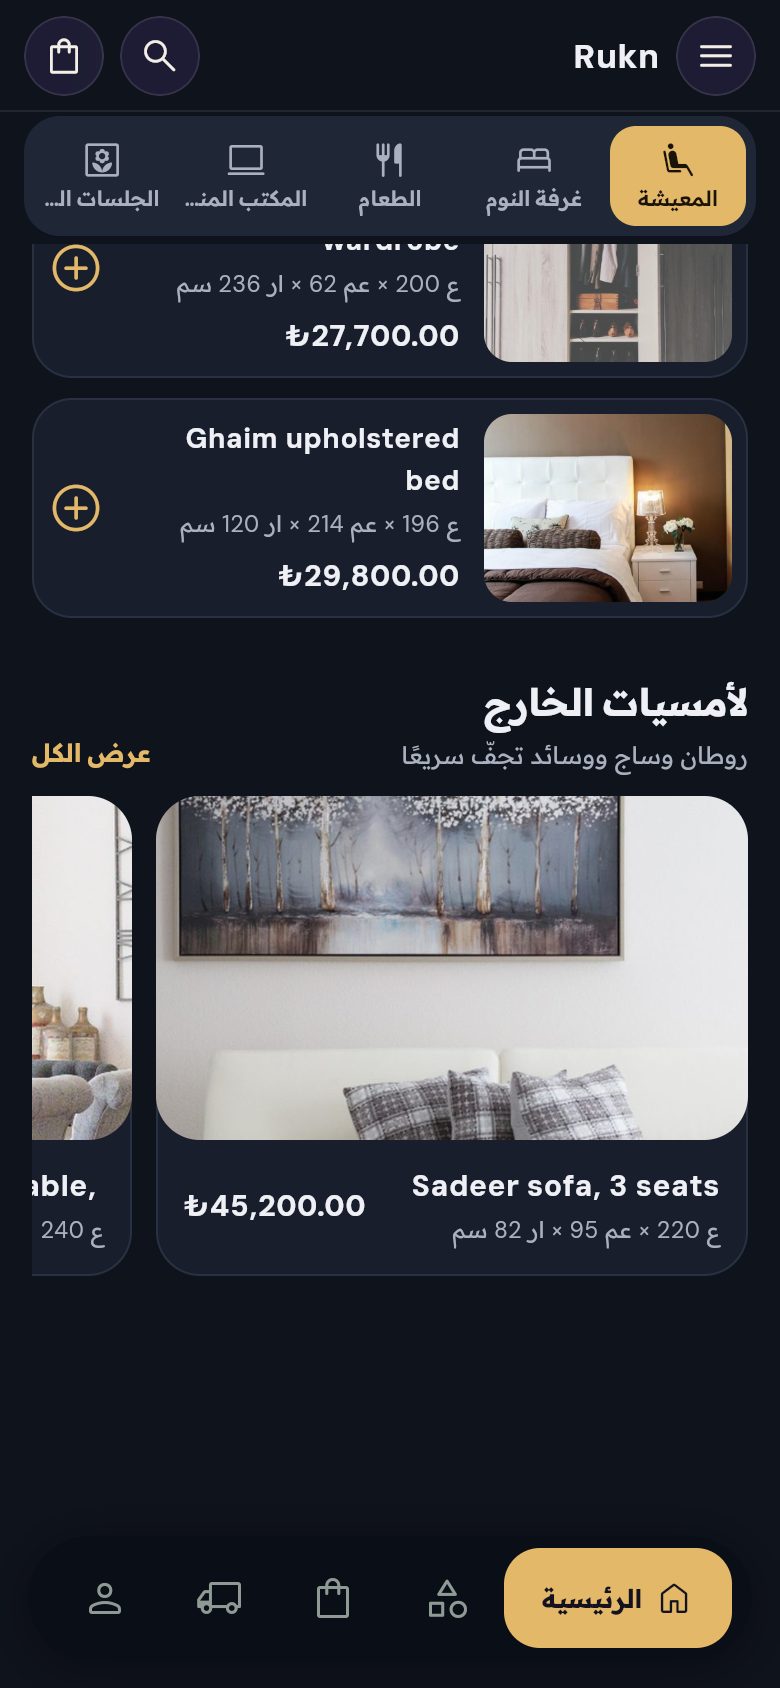 Rukn
المعيشة
غرفة النوم
الطعام
المكتب المنـ...
الجلسات الـ...
wardrobe
ع 200 × عم 62 × ار 236 سم
₺27,700.00
Ghaim upholstered
bed
ع 196 × عم 214 × ار 120 سم
₺29,800.00
لأمسيات الخارج
روطان وساج ووسائد تجفّ سريعًا
عرض الكل
Sadeer sofa, 3 seats
ع 220 × عم 95 × ار 82 سم
₺45,200.00
able,
ع 240
الرئيسية